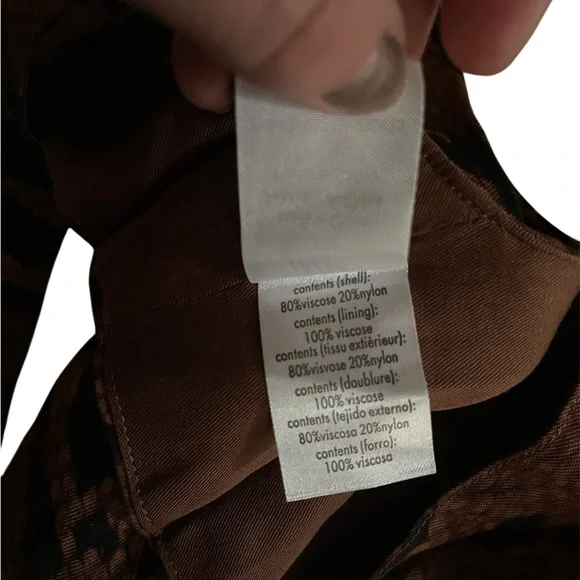 contents (shell):
80%viscose 20%nylon
contents (lining):
100% viscose
contents (tissu extiérieur):
80%visvose 20%nylon
contents (doublure):
100% viscose
contents (tejido externo):
80%viscosa 20%nylon
contents (forro):
100% viscosa